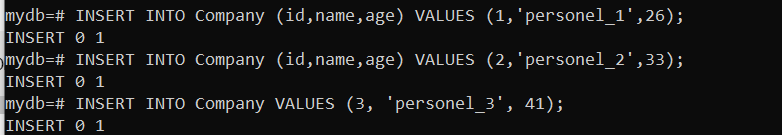 mydb=# INSERT INTO Company (id,name,age) VALUES (1,'personel_1',26);
INSERT 0 1
mydb=# INSERT INTO Company (id,name,age) VALUES (2,'personel_2',33);
INSERT 0 1
mydb=# INSERT INTO Company VALUES (3, 'personel_3', 41);
INSERT 0 1